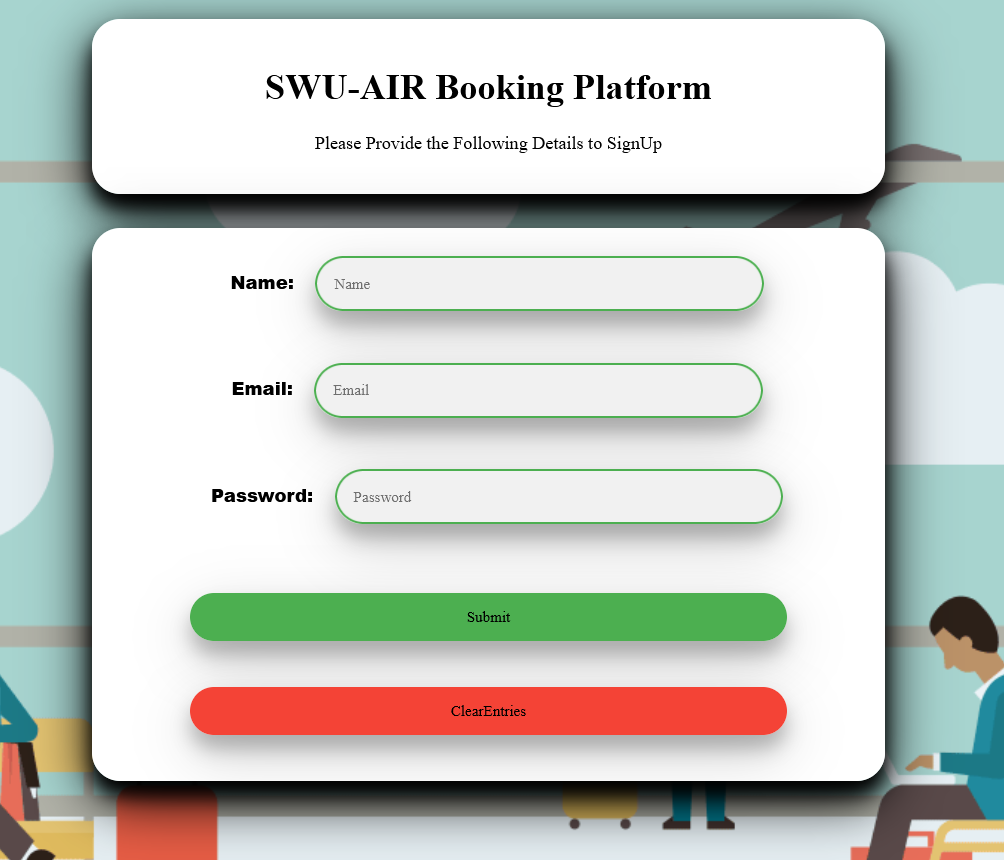 SWU-AIR Booking Platform
Please Provide the Following Details to SignUp
Name: Name
Email: Email
Password: Password
Submit
ClearEntries